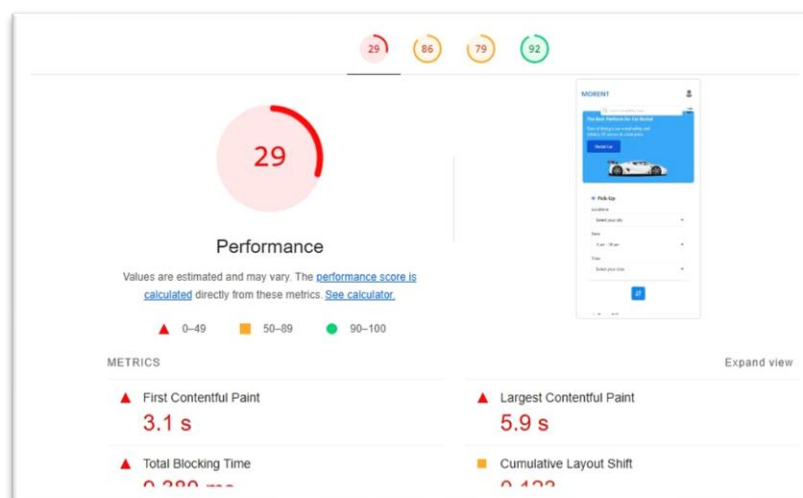 29
86
79
92
29
Performance
Values are estimated and may vary. The performance score is
calculated directly from these metrics. See calculator.
0–49
50–89
90–100
MORENT
The Best Platform for Car Rental
Rental Car
Pick-Up
Locations
Select your city
Date
Time
Select your time
METRICS
Expand view
First Contentful Paint
3.1 s
Largest Contentful Paint
5.9 s
Total Blocking Time
Cumulative Layout Shift
0.123